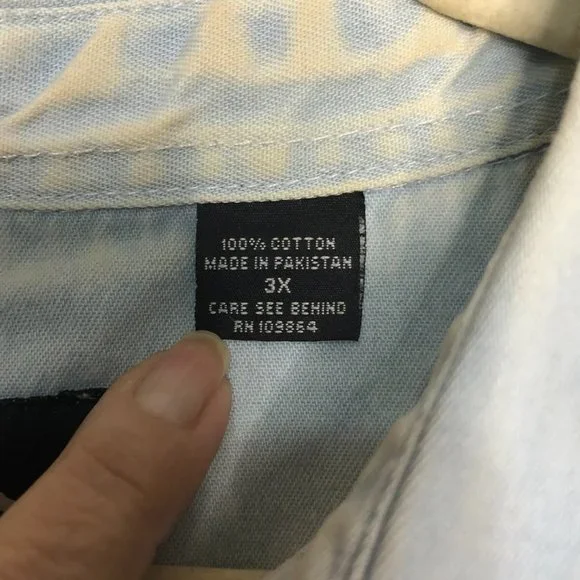 100% COTTON
MADE IN PAKISTAN
3X
CARE SEE BEHIND
RN 109864